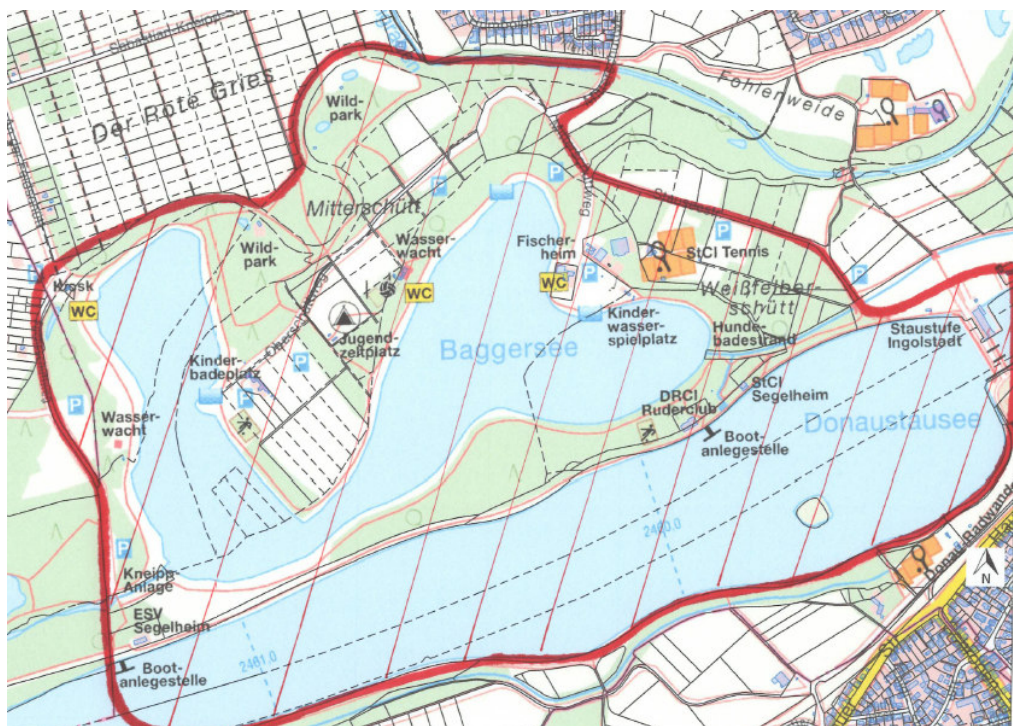 Der Rote Gries
Wild-
park
Fohlenweide
Mitterschütt
Wild-
park
Wasser-
wacht
Fischer-
heim
StCI Tennis
Weißfelber-
schütt
Kiosk
WC
WC
WC
P
P
P
P
P
P
P
P
Jugend-
zeltplatz
Kinder-
badeplatz
Baggersee
Kinder-
wasser-
spielplatz
Hunde-
badestrand
Staustufe
Ingolstadt
StCI
Segelheim
DRCI
Ruderclub
Donaustausee
Wasser-
wacht
Boot-
anlegestelle
2460,0
Kneipp-
Anlage
ESV
Segelheim
2461,0
Boot-
anlegestelle
N